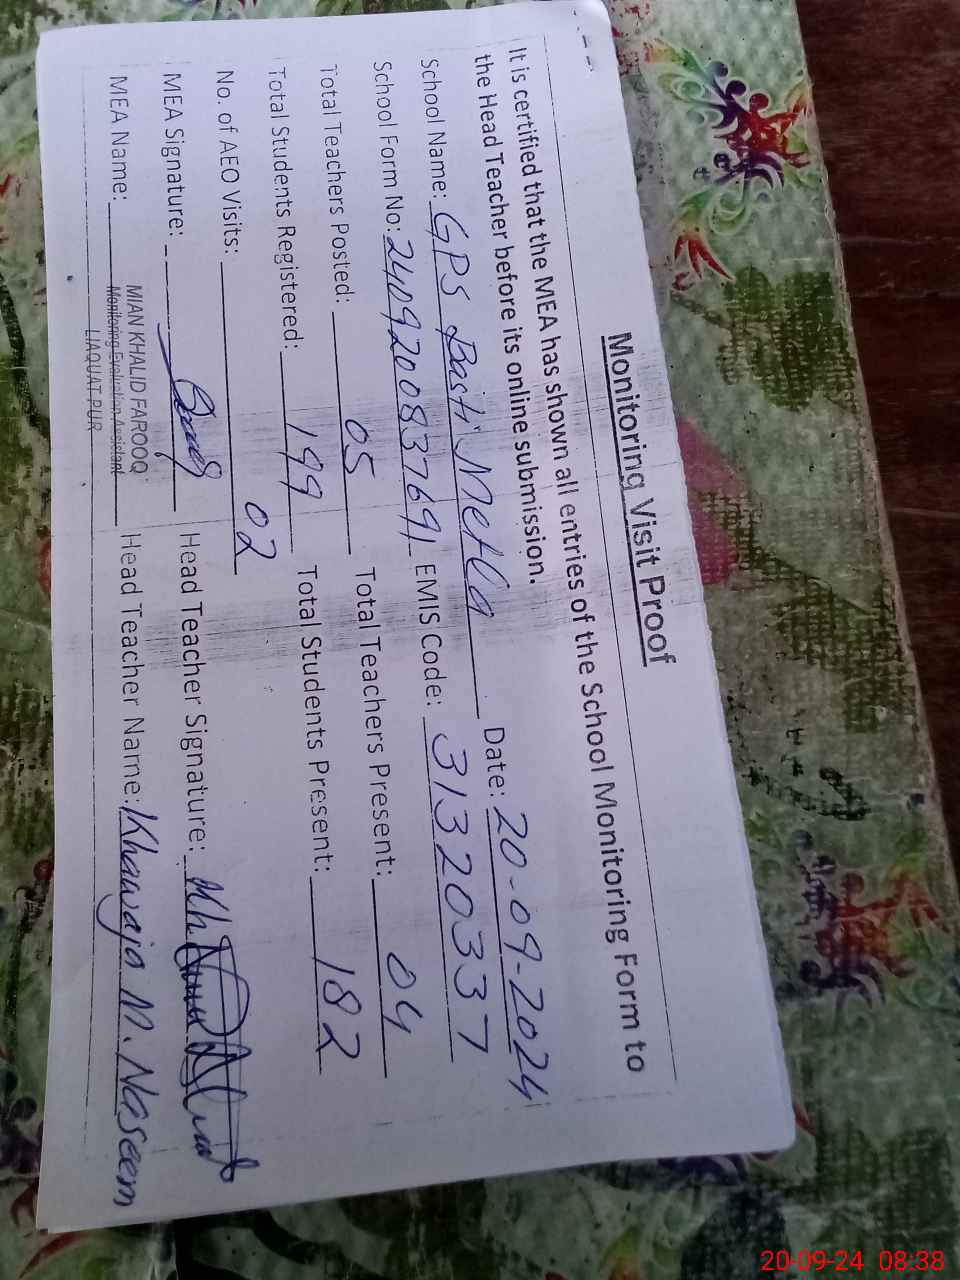 Monitoring Visit Proof
It is certified that the MEA has shown all entries of the School Monitoring Form to
the Head Teacher before its online submission.
School Name: GPS Basti Metla Date: 20-09-2024
School Form No: 2409200837691 EMIS Code: 31320337
Total Teachers Posted: 05 Total Teachers Present: 04
Total Students Registered: 199 Total Students Present: 182
No. of AEO Visits: 02
MEA Signature: Head Teacher Signature:
MEA Name: MIAN KHALID FAROOQ Head Teacher Name: Khawaja M. Naseem
Monitoring Evaluation Assistant
LIAQUAT PUR
20-09-24 08:38